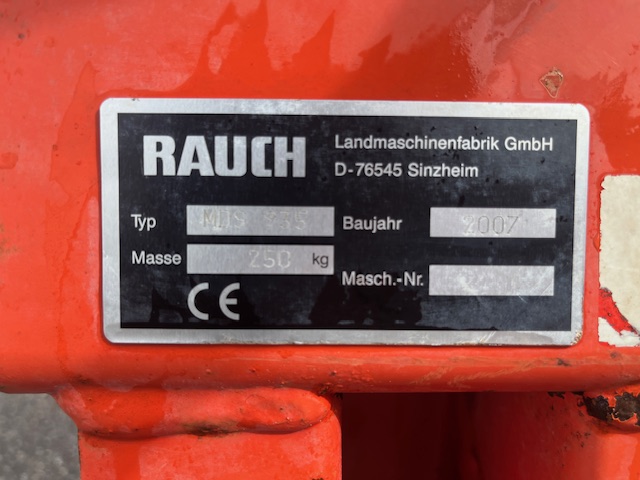 RAUCH
Landmaschinenfabrik GmbH
D-76545 Sinzheim
Typ
Baujahr 2007
Masse 250 kg
Masch.-Nr.
CE